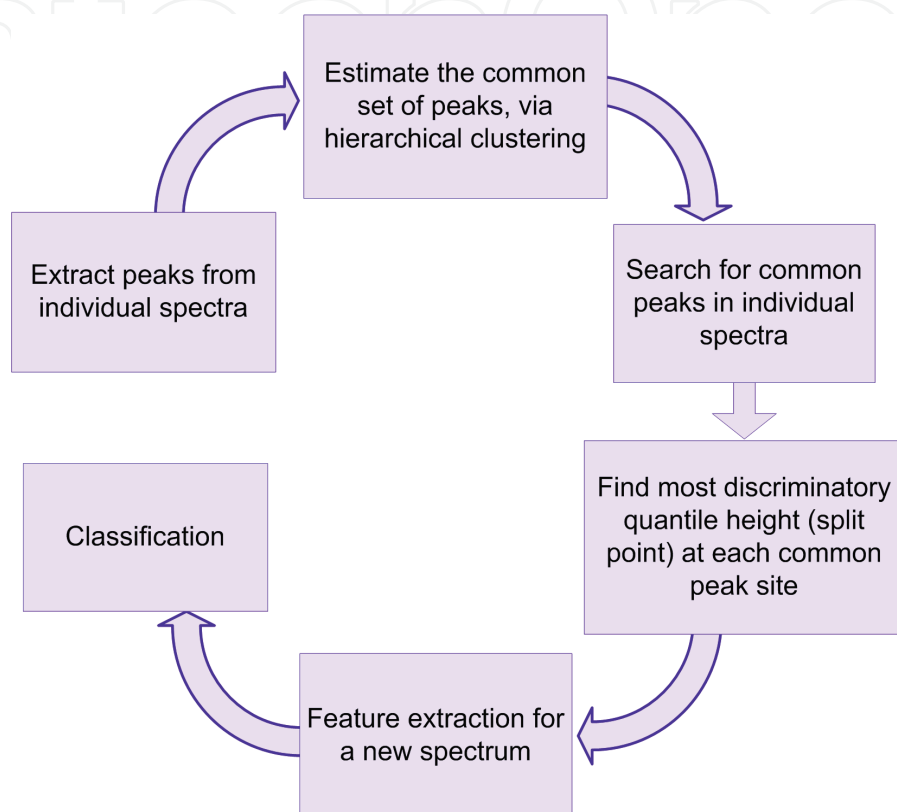 Estimate the common
set of peaks, via
hierarchical clustering
Extract peaks from
individual spectra
Search for common
peaks in individual
spectra
Find most discriminatory
quantile height (split
point) at each common
peak site
Feature extraction for
a new spectrum
Classification